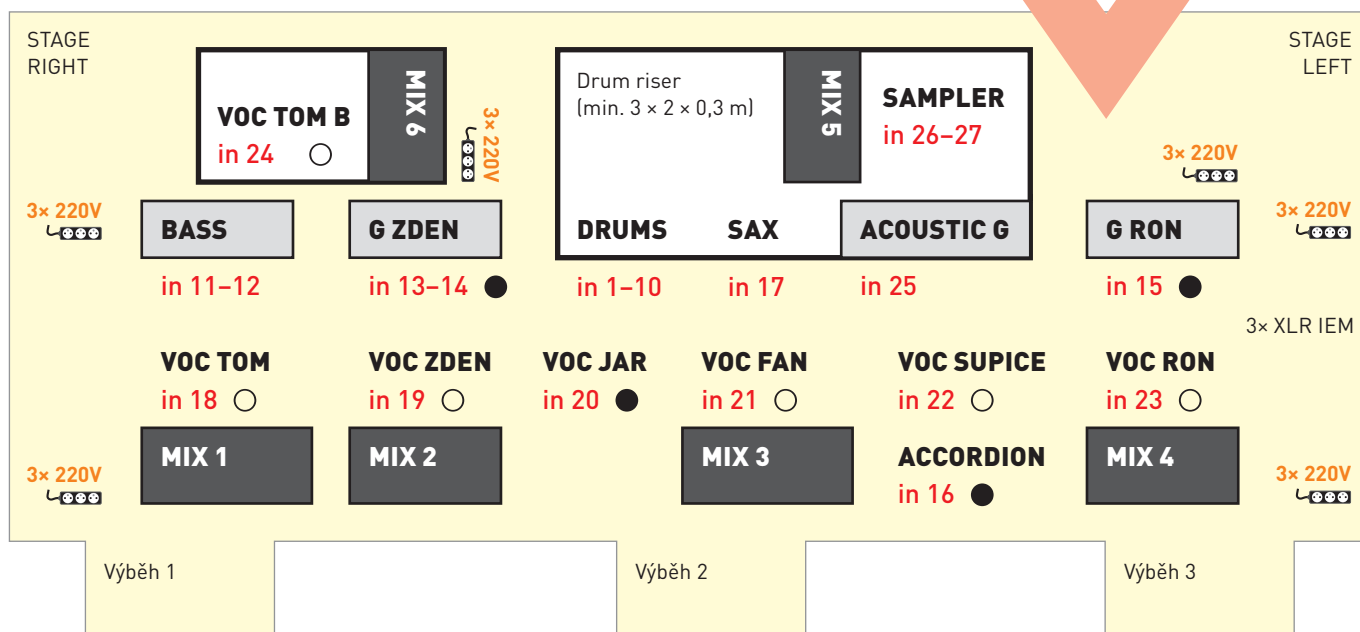 STAGE
RIGHT
STAGE
LEFT
VOC TOM B
in 24
MIX 6
3× 220V
Drum riser
(min. 3 × 2 × 0,3 m)
MIX 5
SAMPLER
in 26–27
3× 220V
3× 220V
BASS
G ZDEN
DRUMS
SAX
ACOUSTIC G
G RON
3× 220V
in 11–12
in 13–14
in 1–10
in 17
in 25
in 15
3× XLR IEM
VOC TOM
VOC ZDEN
VOC JAR
VOC FAN
VOC SUPICE
VOC RON
in 18
in 19
in 20
in 21
in 22
in 23
3× 220V
MIX 1
MIX 2
MIX 3
ACCORDION
in 16
MIX 4
3× 220V
Výběh 1
Výběh 2
Výběh 3